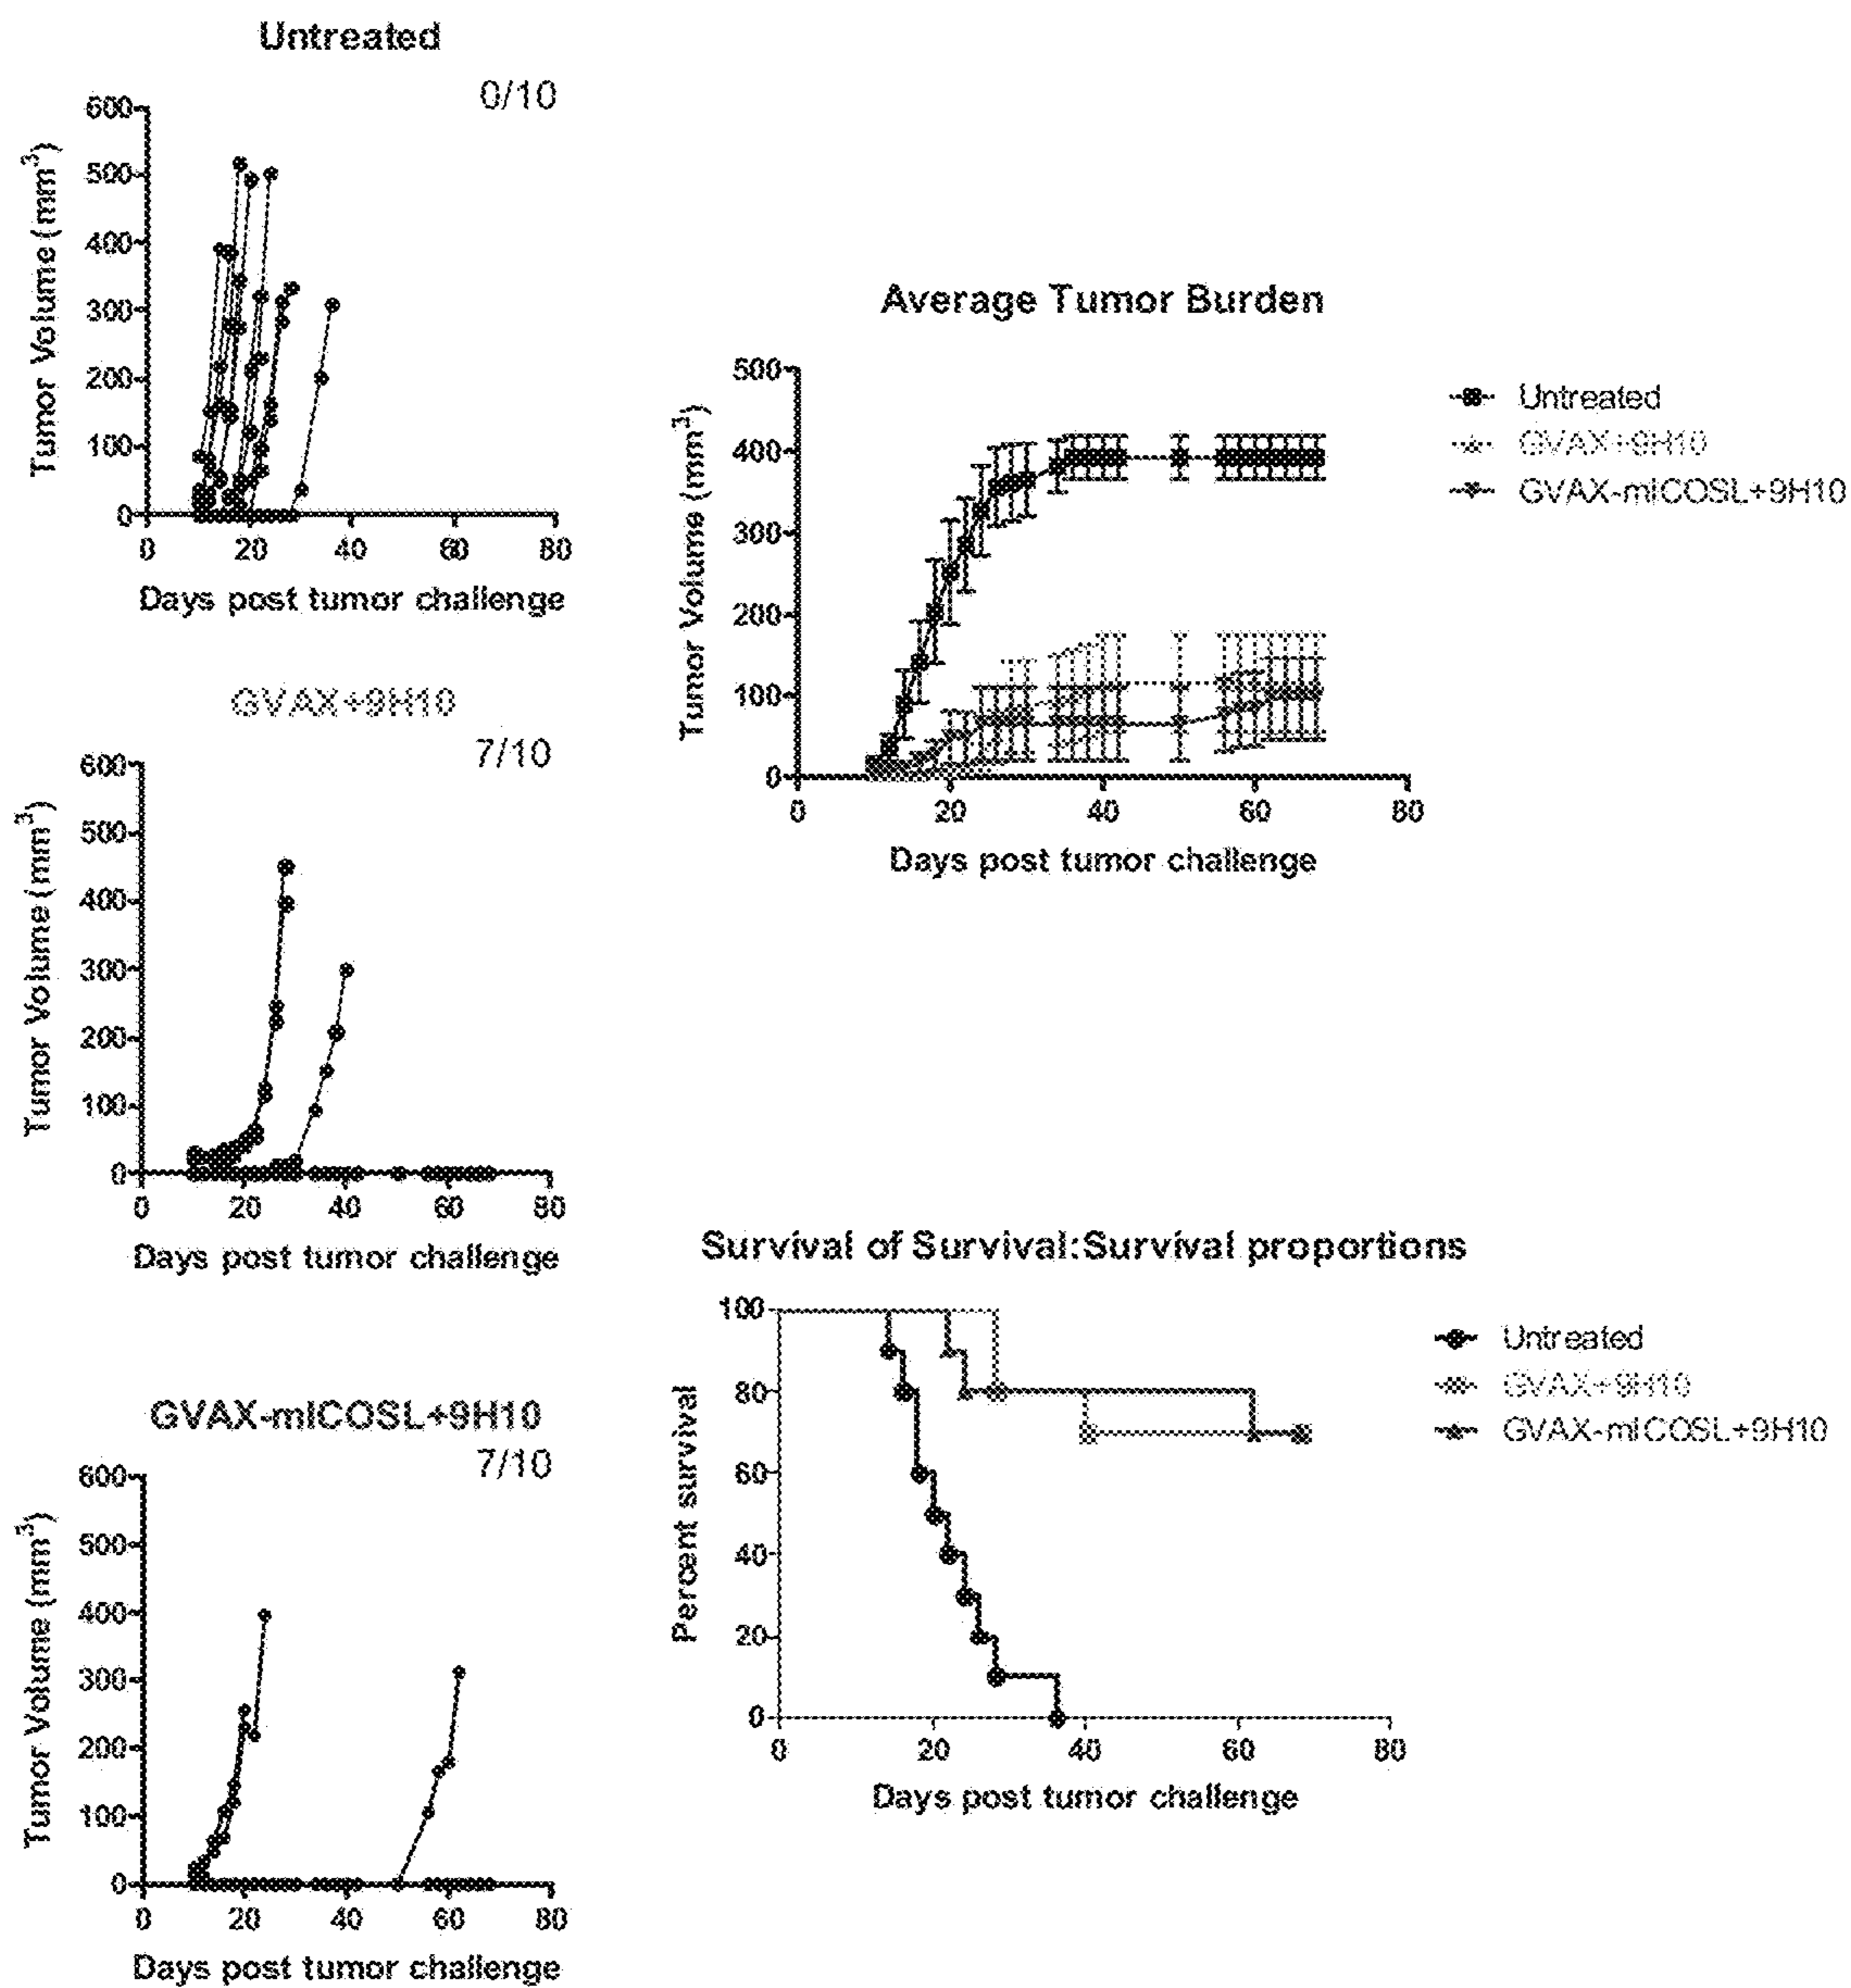 Untreated
0/10
600
500
400
300
200
100
0
0 20 40 60 80
Tumor Volume (mm³)
Days post tumor challenge
GVAX+9H10
7/10
600
500
400
300
200
100
0
0 20 40 60 80
Tumor Volume (mm³)
Days post tumor challenge
GVAX-mICOSL+9H10
7/10
600
500
400
300
200
100
0
0 20 40 60 80
Tumor Volume (mm³)
Days post tumor challenge
Average Tumor Burden
500
400
300
200
100
0
0 20 40 60 80
Tumor Volume (mm³)
Days post tumor challenge
Untreated
GVAX+9H10
GVAX-mICOSL+9H10
Survival of Survival:Survival proportions
100
80
60
40
20
0
0 20 40 60 80
Percent survival
Days post tumor challenge
Untreated
GVAX+9H10
GVAX-mICOSL+9H10